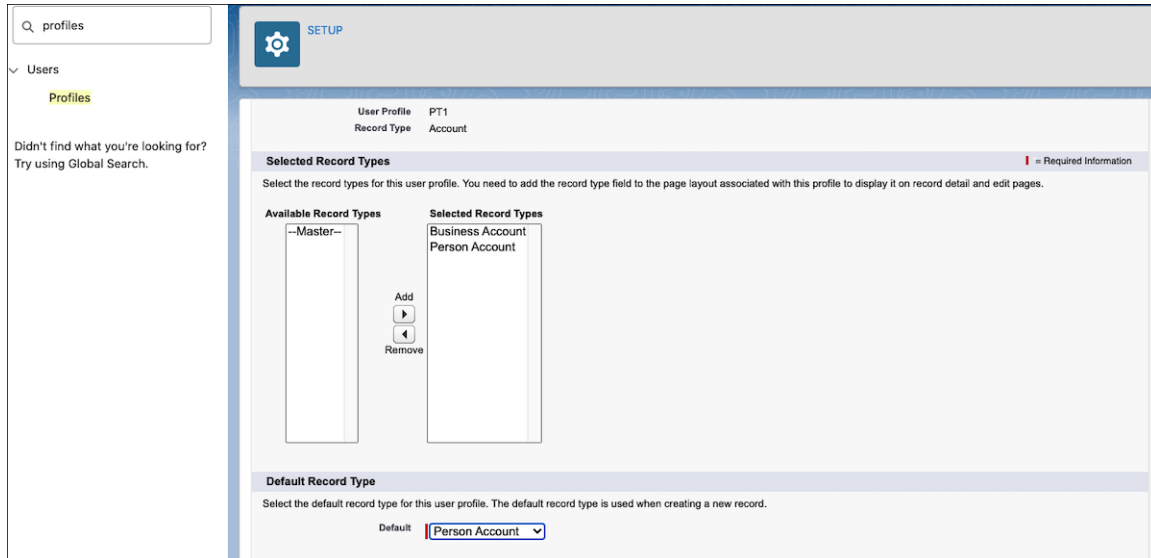 profiles
Users
Profiles
Didn't find what you're looking for?
Try using Global Search.
SETUP
User Profile PT1
Record Type Account
Selected Record Types
= Required Information
Select the record types for this user profile. You need to add the record type field to the page layout associated with this profile to display it on record detail and edit pages.
Available Record Types
--Master--
Add
Remove
Selected Record Types
Business Account
Person Account
Default Record Type
Select the default record type for this user profile. The default record type is used when creating a new record.
Default Person Account